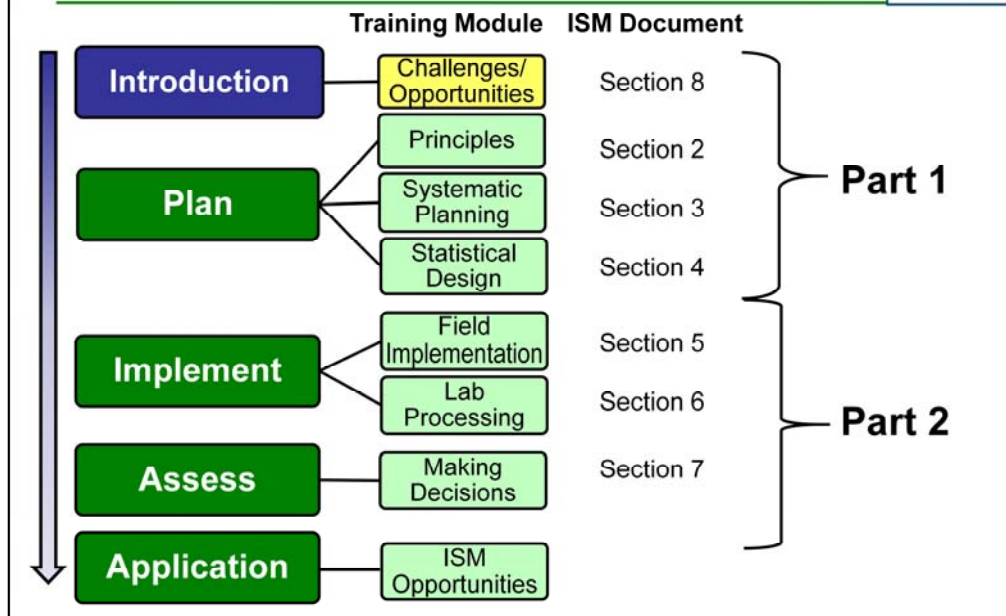 Training Module ISM Document
Introduction
Challenges/
Opportunities
Section 8
Plan
Principles
Section 2
Systematic
Planning
Section 3
Statistical
Design
Section 4
Part 1
Implement
Field
Implementation
Section 5
Lab
Processing
Section 6
Assess
Making
Decisions
Section 7
Part 2
Application
ISM
Opportunities